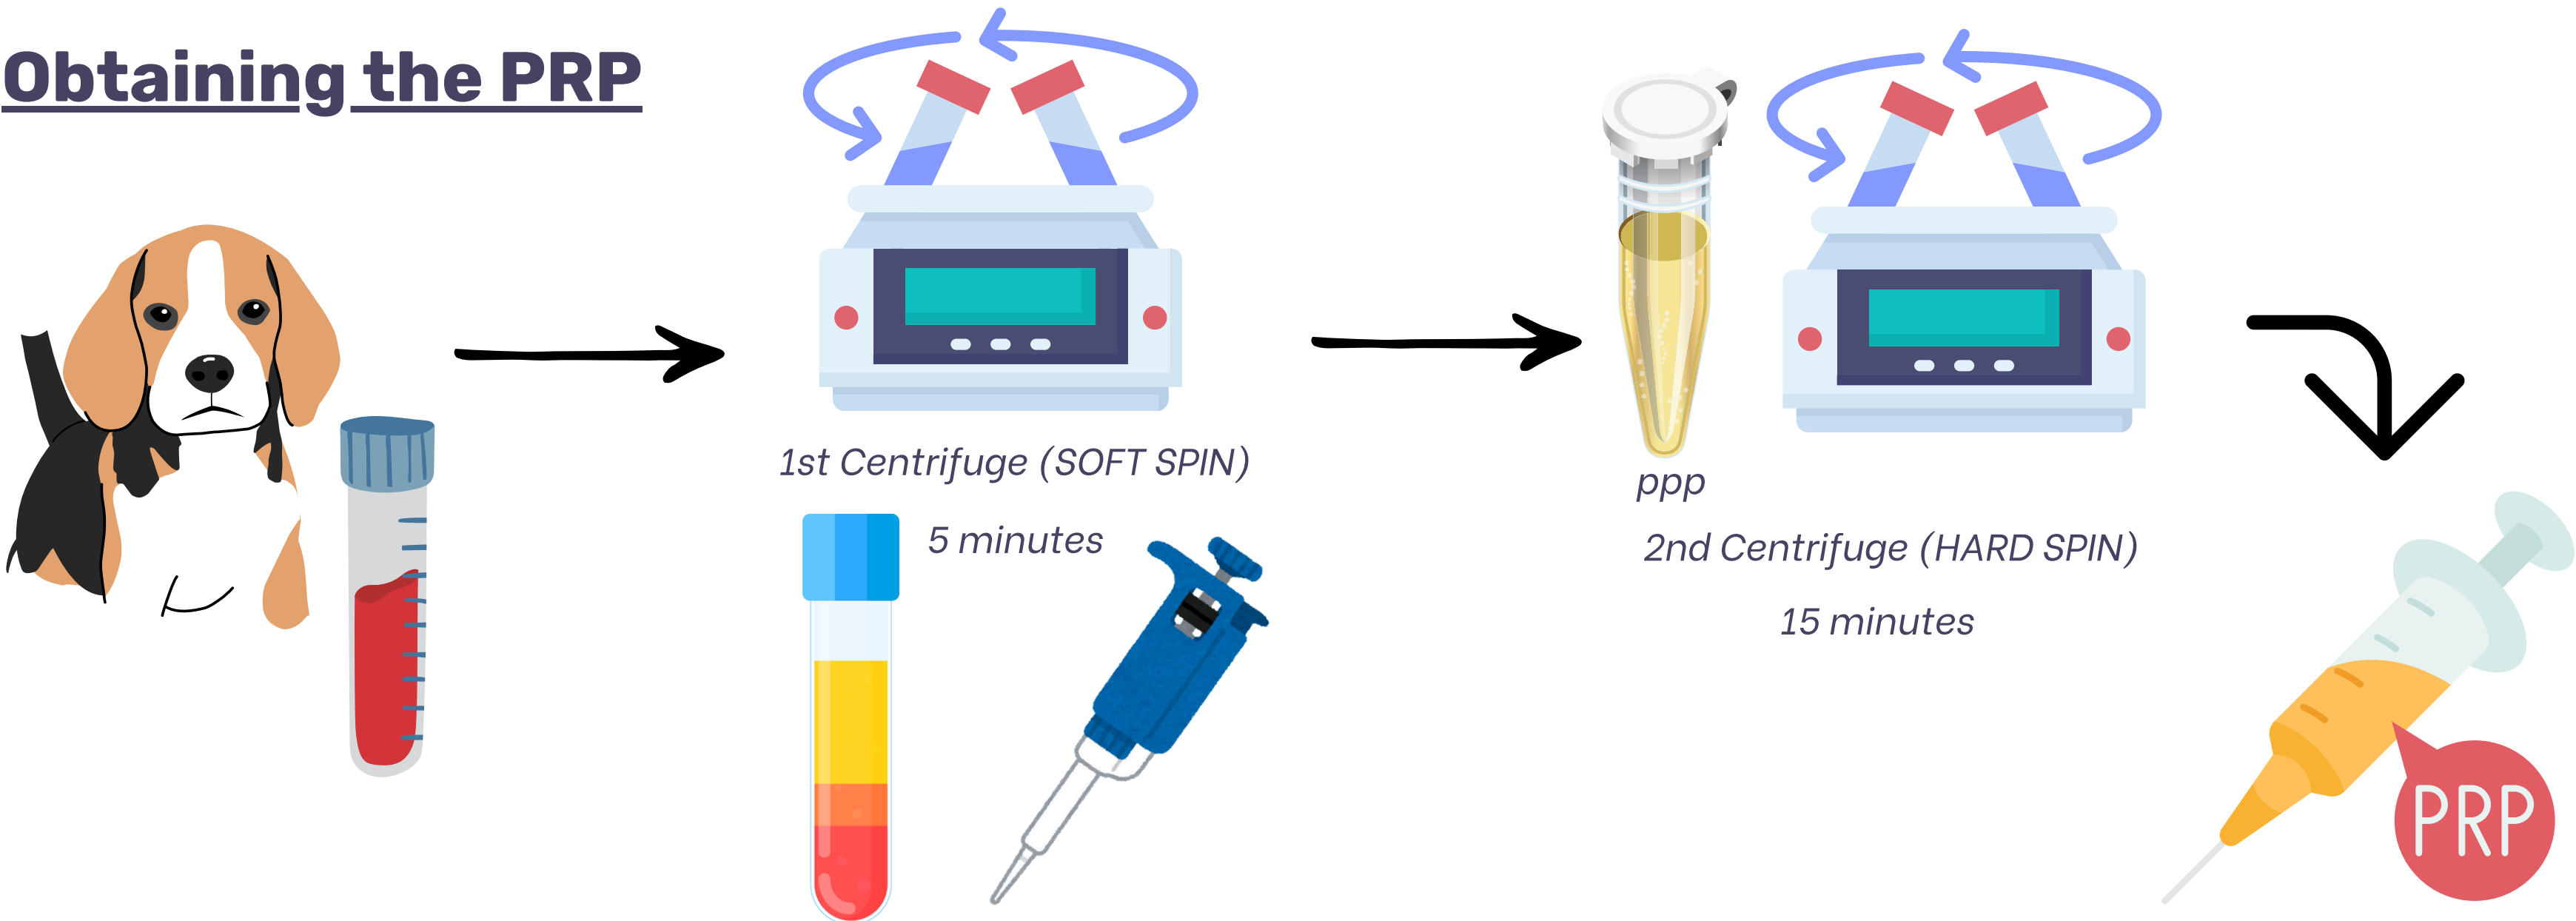 Obtaining the PRP
1st Centrifuge (SOFT SPIN)
5 minutes
ppp
2nd Centrifuge (HARD SPIN)
15 minutes
PRP